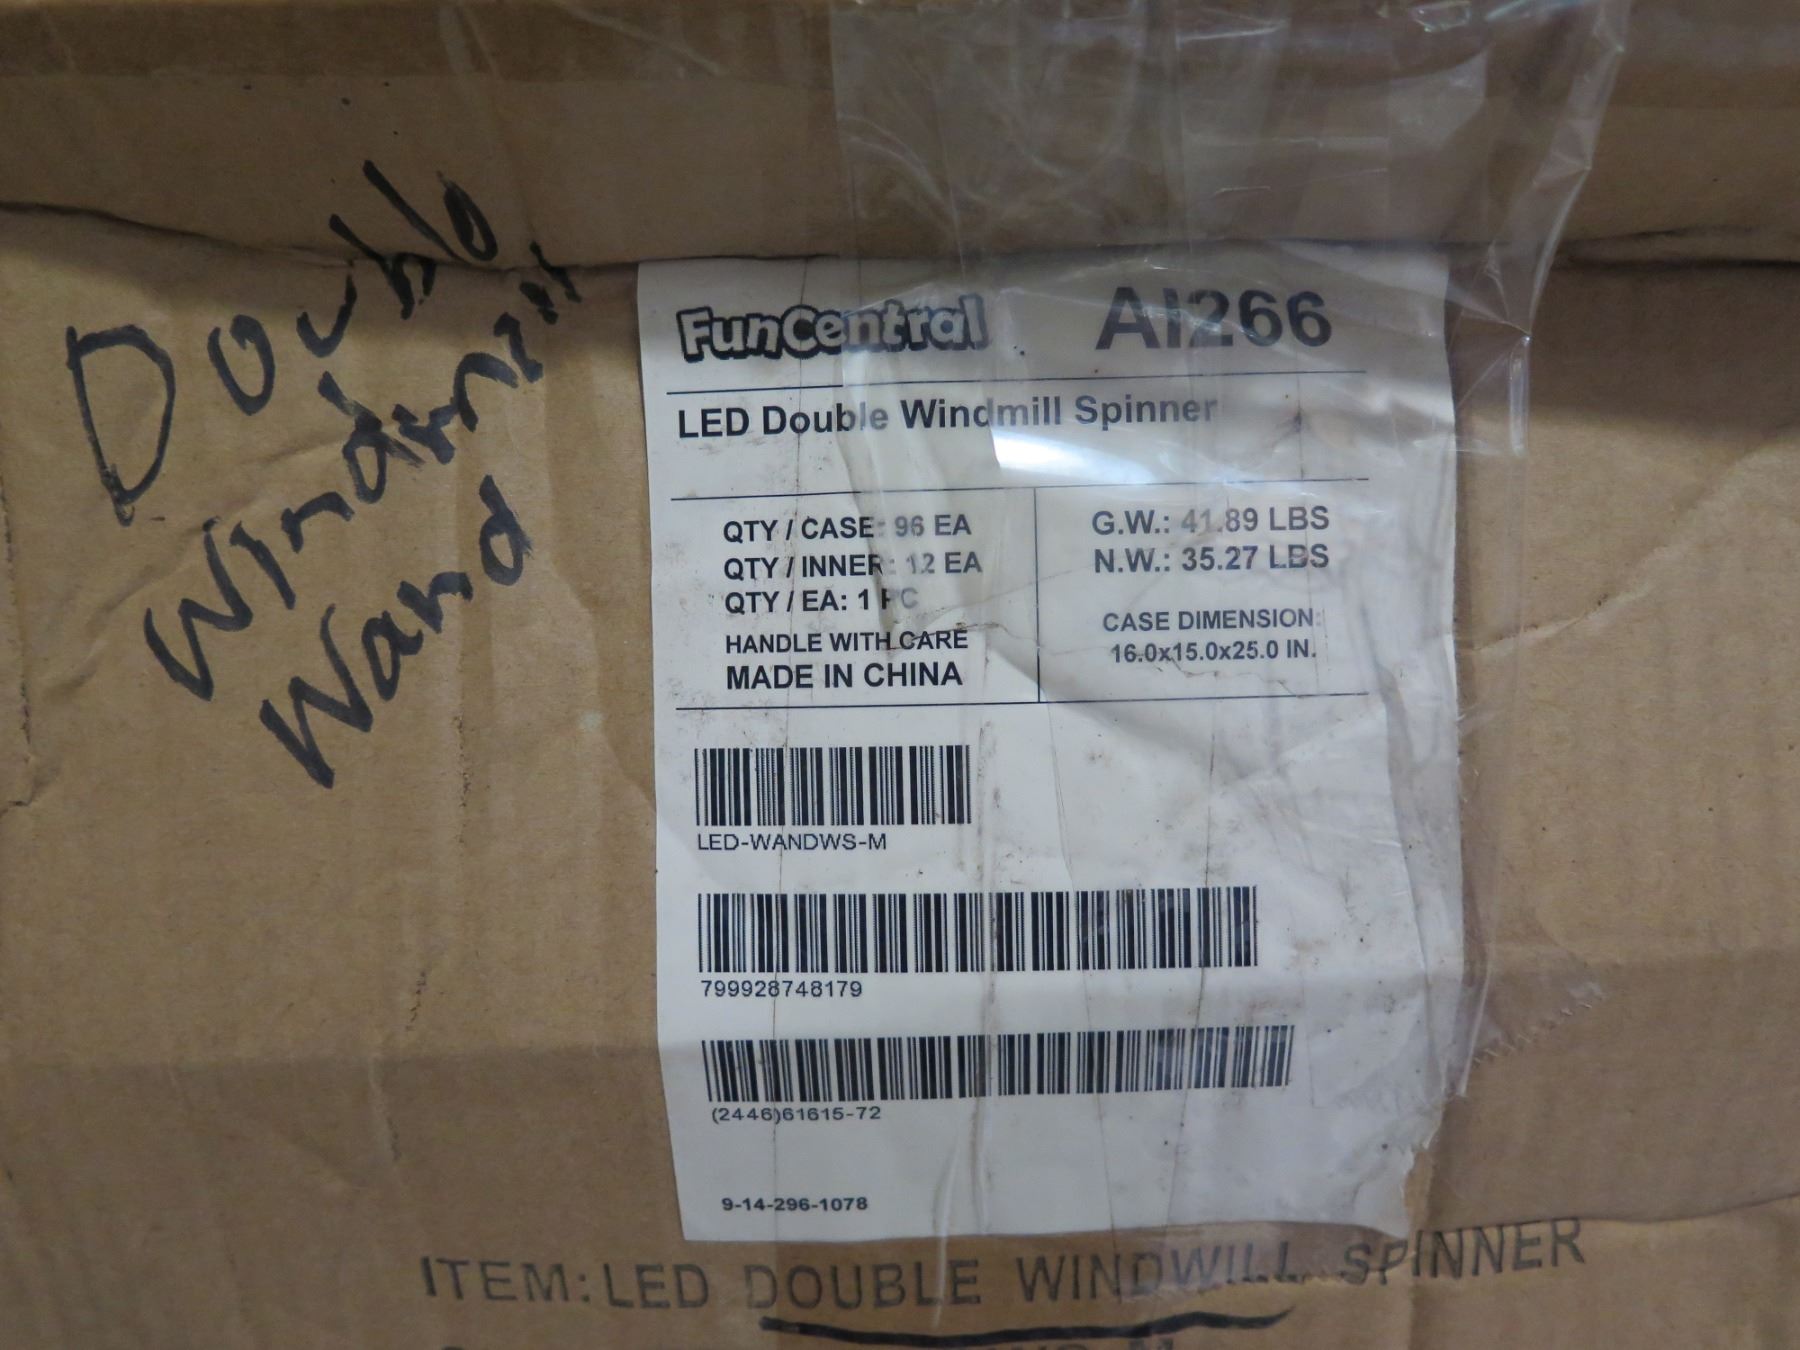 Double
Wand
FunCentral AI266
LED Double Windmill Spinner
QTY / CASE: 96 EA
QTY / INNER: 12 EA
QTY / EA: 1 PC
HANDLE WITH CARE
MADE IN CHINA
G.W.: 41.89 LBS
N.W.: 35.27 LBS
CASE DIMENSION:
16.0x15.0x25.0 IN.
LED-WANDWS-M
799928748179
(2446)61615-72
9-14-296-1078
ITEM:LED DOUBLE WINDWILL SPINNER